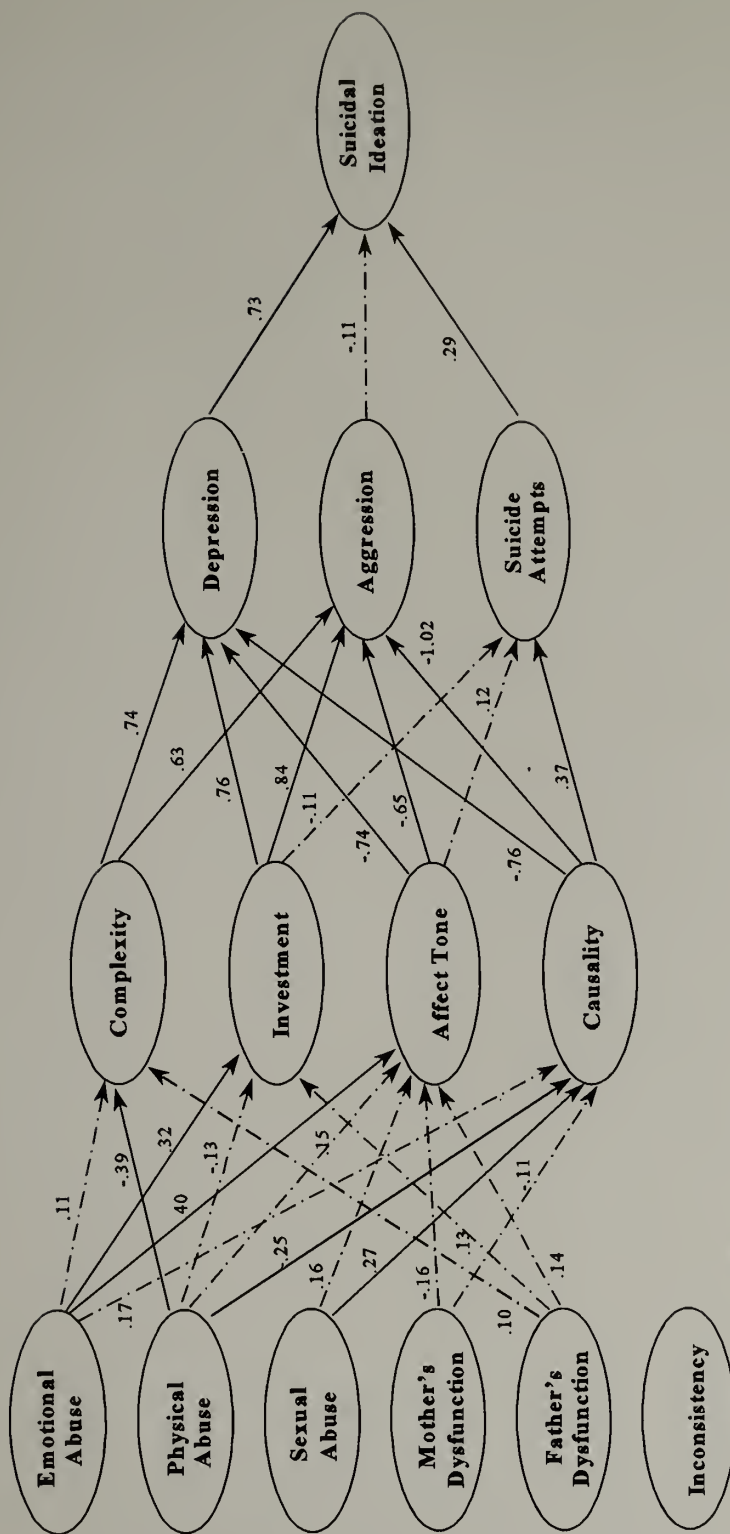 Emotional
Abuse
Physical
Abuse
Sexual
Abuse
Mother's
Dysfunction
Father's
Dysfunction
Inconsistency
.11
-.39
.32
-.13
.40
.15
.17
.25
.16
.27
-.16
-.11
.13
.10
.14
Complexity
Investment
Affect Tone
Causality
.74
.63
.76
.84
-.11
-.74
-.65
.12
-1.02
-.76
.37
Depression
Aggression
Suicide
Attempts
.73
-.11
.29
Suicidal
Ideation